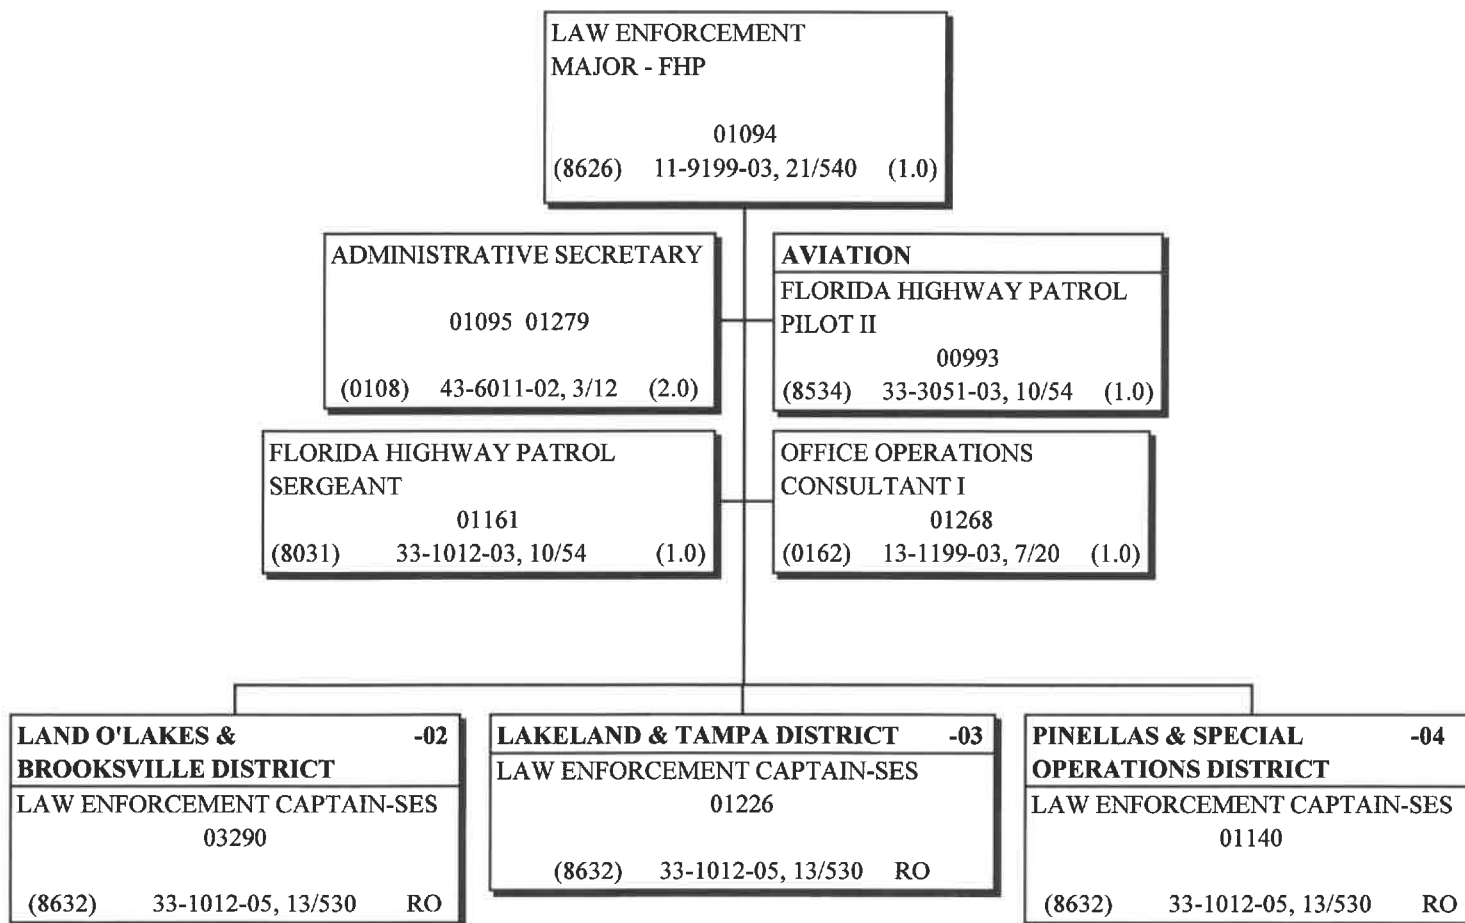 LAW ENFORCEMENT
MAJOR - FHP
01094
(8626) 11-9199-03, 21/540 (1.0)
ADMINISTRATIVE SECRETARY
01095 01279
(0108) 43-6011-02, 3/12 (2.0)
AVIATION
FLORIDA HIGHWAY PATROL
PILOT II
00993
(8534) 33-3051-03, 10/54 (1.0)
FLORIDA HIGHWAY PATROL
SERGEANT
01161
(8031) 33-1012-03, 10/54 (1.0)
OFFICE OPERATIONS
CONSULTANT I
01268
(0162) 13-1199-03, 7/20 (1.0)
LAND O'LAKES & -02
BROOKSVILLE DISTRICT
LAW ENFORCEMENT CAPTAIN-SES
03290
(8632) 33-1012-05, 13/530 RO
LAKELAND & TAMPA DISTRICT -03
LAW ENFORCEMENT CAPTAIN-SES
01226
(8632) 33-1012-05, 13/530 RO
PINELLAS & SPECIAL -04
OPERATIONS DISTRICT
LAW ENFORCEMENT CAPTAIN-SES
01140
(8632) 33-1012-05, 13/530 RO